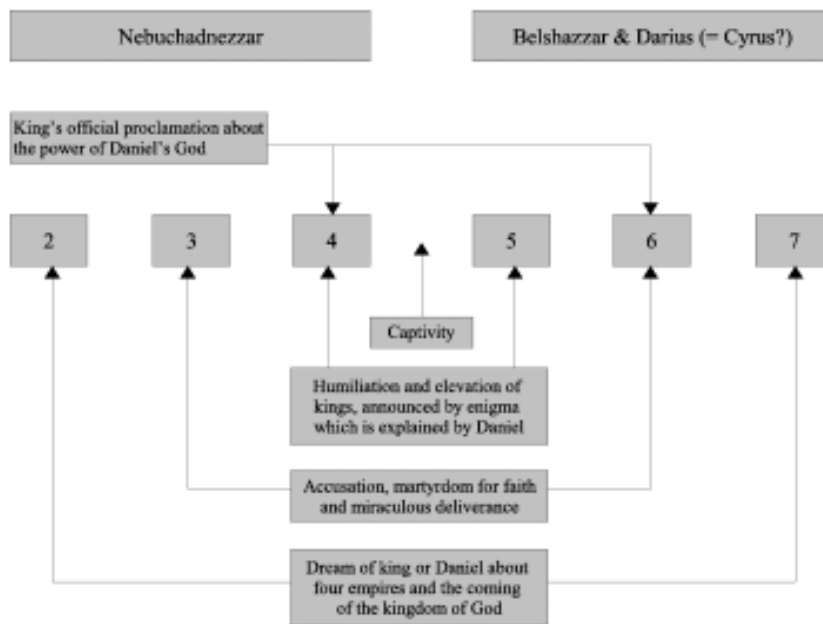 Nebuchadnezzar
Belshazzar & Darius (= Cyrus?)
King's official proclamation about
the power of Daniel's God
2
3
4
5
6
7
Captivity
Humiliation and elevation of
kings, announced by enigma
which is explained by Daniel
Accusation, martyrdom for faith
and miraculous deliverance
Dream of king or Daniel about
four empires and the coming
of the kingdom of God